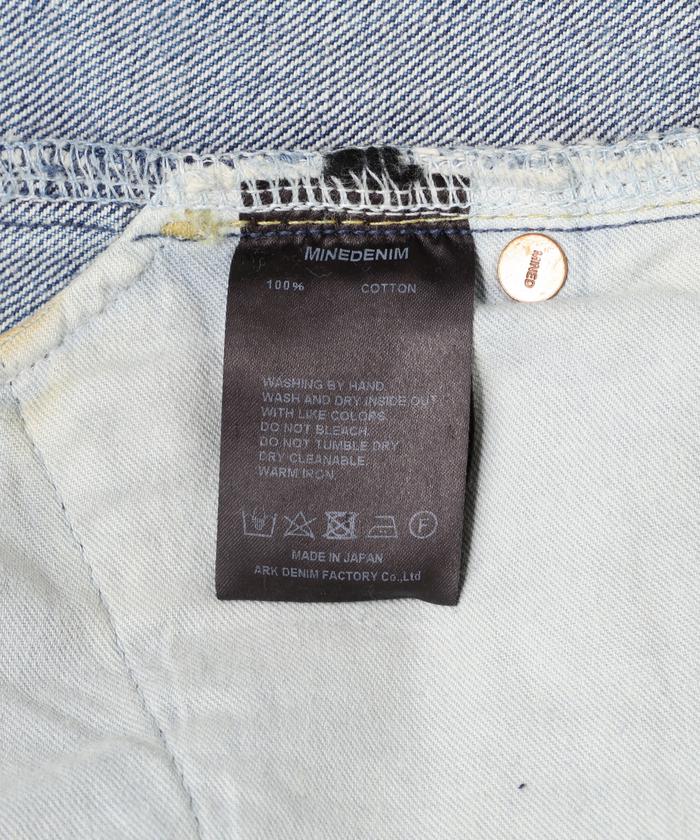 MINEDENIM
100% COTTON
MINED
WASHING BY HAND.
WASH AND DRY INSIDE OUT
WITH LIKE COLORS.
DO NOT BLEACH.
DO NOT TUMBLE DRY
DRY CLEANABLE.
WARM IRON.
F
MADE IN JAPAN
ARK DENIM FACTORY Co.,Ltd